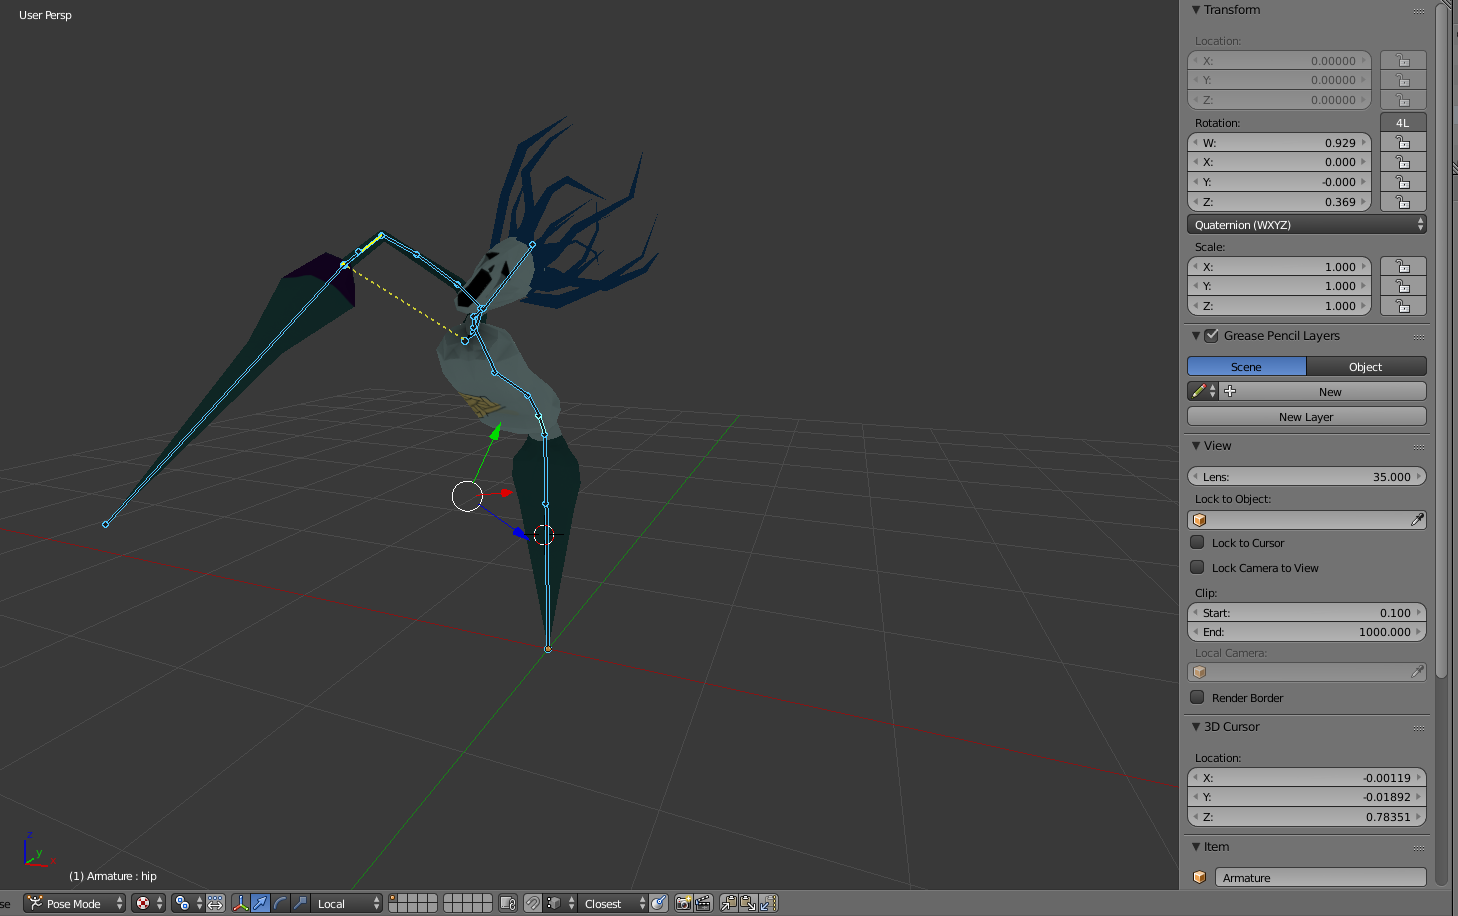 User Persp
Transform
Location:
X: 0.00000
Y: 0.00000
Z: 0.00000
Rotation:
4L
W: 0.929
X: 0.000
Y: -0.000
Z: 0.369
Quaternion (WXYZ)
Scale:
X: 1.000
Y: 1.000
Z: 1.000
Grease Pencil Layers
Scene Object
New
New Layer
View
Lens: 35.000
Lock to Object:
Lock to Cursor
Lock Camera to View
Clip:
Start: 0.100
End: 1000.000
Local Camera:
Render Border
3D Cursor
Location:
X: -0.00119
Y: -0.01892
Z: 0.78351
Item
Armature
z
y
x
(1) Armature : hip
se Pose Mode Local Closest